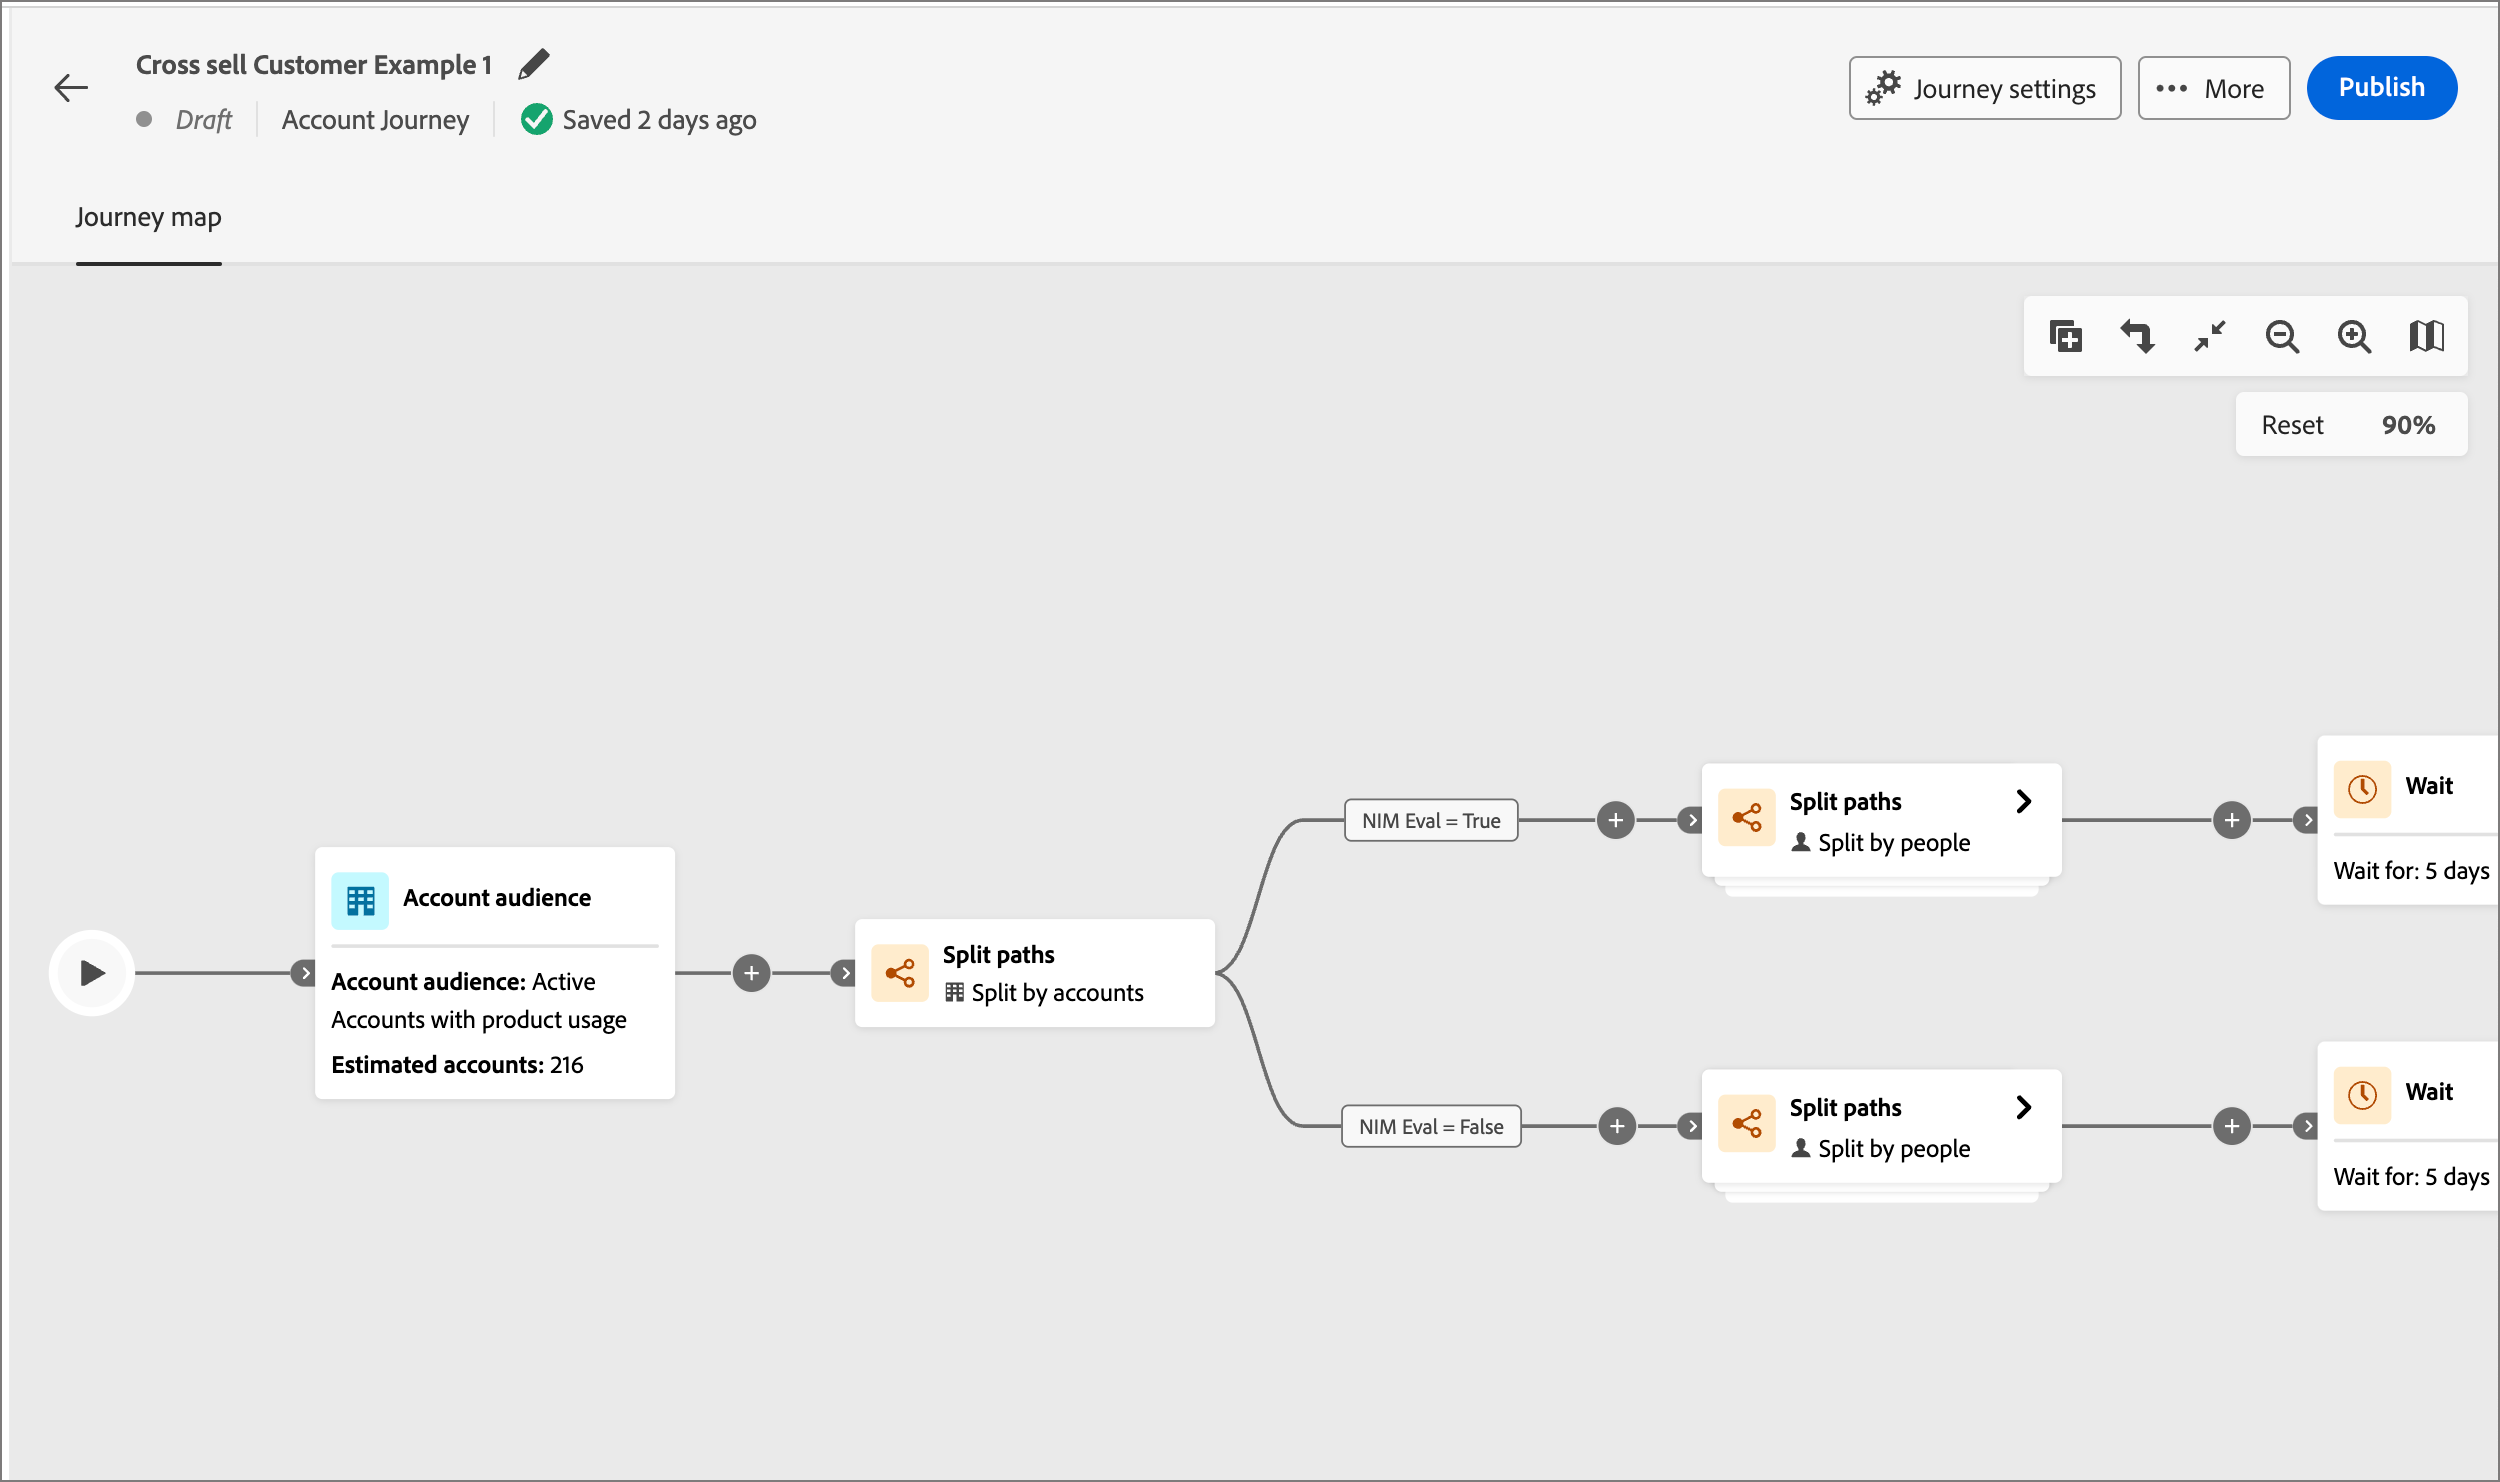 Cross sell Customer Example 1
Draft
Account Journey
Saved 2 days ago
Journey settings
More
Publish
Journey map
Reset
90%
Account audience
Account audience: Active
Accounts with product usage
Estimated accounts: 216
Split paths
Split by accounts
NIM Eval = True
Split paths
Split by people
Wait
Wait for: 5 days
NIM Eval = False
Split paths
Split by people
Wait
Wait for: 5 days